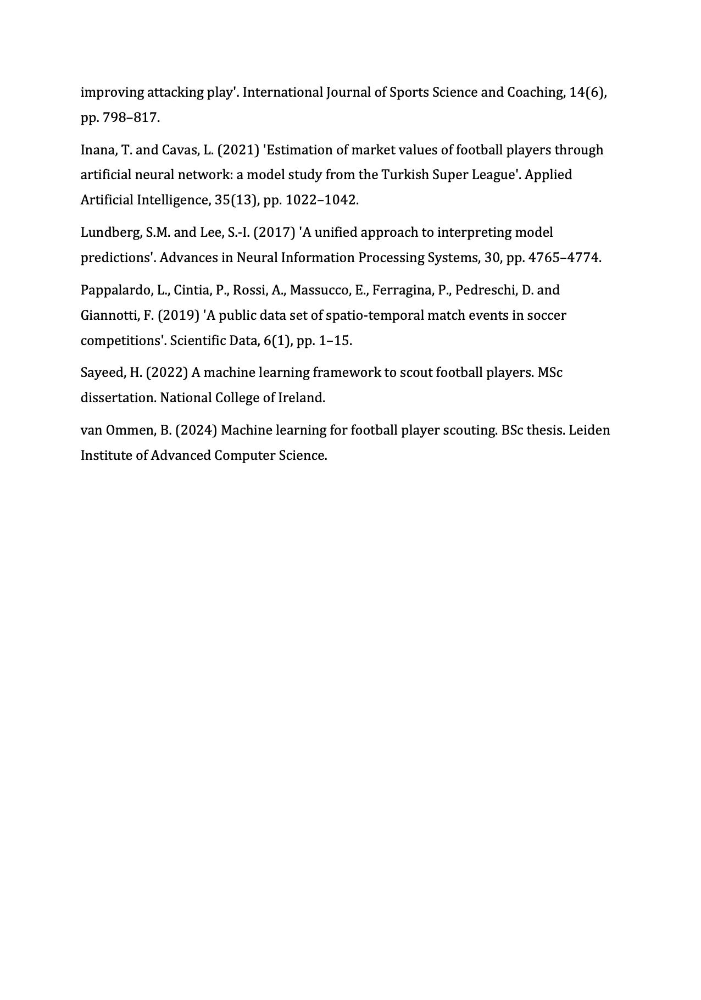 improving attacking play'. International Journal of Sports Science and Coaching, 14(6),
pp. 798–817.
Inana, T. and Cavas, L. (2021) 'Estimation of market values of football players through
artificial neural network: a model study from the Turkish Super League'. Applied
Artificial Intelligence, 35(13), pp. 1022–1042.
Lundberg, S.M. and Lee, S.-I. (2017) 'A unified approach to interpreting model
predictions'. Advances in Neural Information Processing Systems, 30, pp. 4765–4774.
Pappalardo, L., Cintia, P., Rossi, A., Massucco, E., Ferragina, P., Pedreschi, D. and
Giannotti, F. (2019) 'A public data set of spatio-temporal match events in soccer
competitions'. Scientific Data, 6(1), pp. 1–15.
Sayeed, H. (2022) A machine learning framework to scout football players. MSc
dissertation. National College of Ireland.
van Ommen, B. (2024) Machine learning for football player scouting. BSc thesis. Leiden
Institute of Advanced Computer Science.